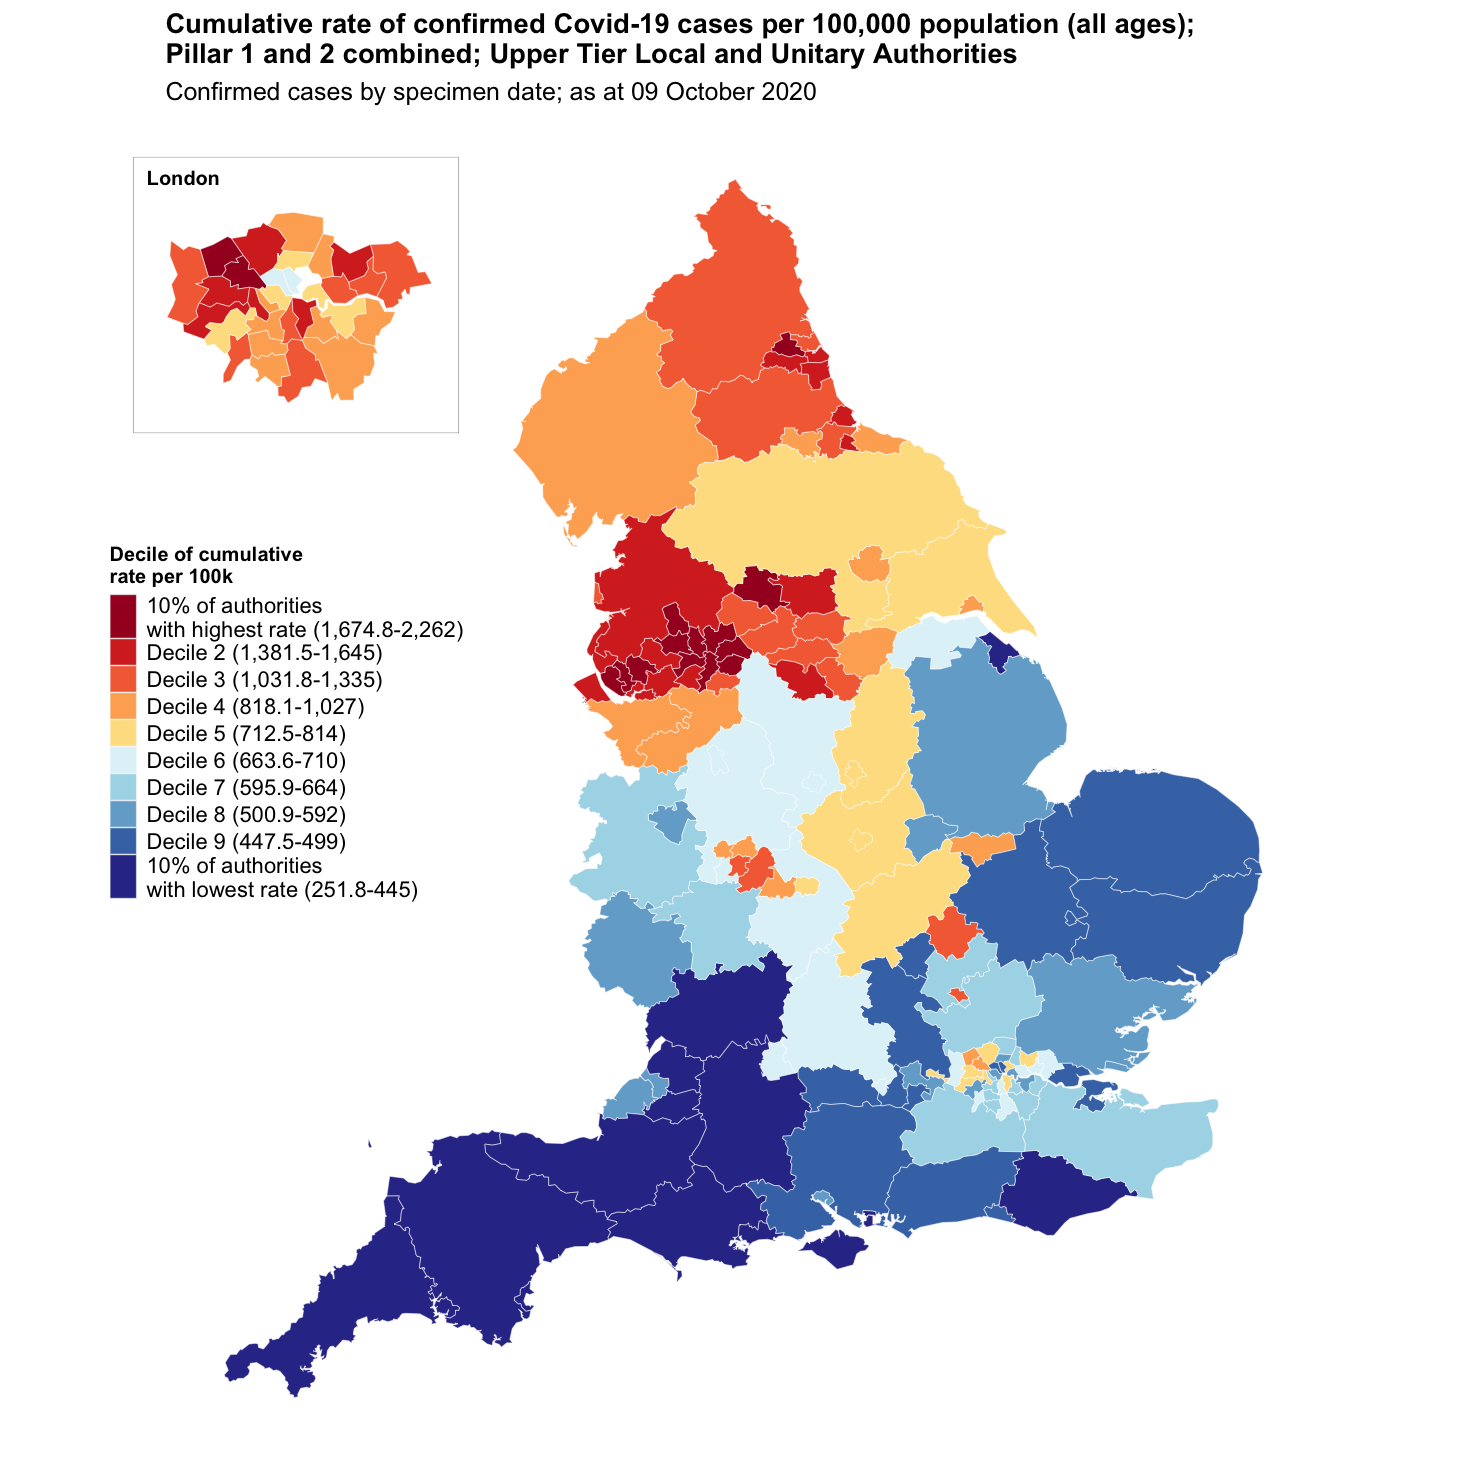 Cumulative rate of confirmed Covid-19 cases per 100,000 population (all ages);
Pillar 1 and 2 combined; Upper Tier Local and Unitary Authorities
Confirmed cases by specimen date; as at 09 October 2020
London
Decile of cumulative
rate per 100k
10% of authorities
with highest rate (1,674.8-2,262)
Decile 2 (1,381.5-1,645)
Decile 3 (1,031.8-1,335)
Decile 4 (818.1-1,027)
Decile 5 (712.5-814)
Decile 6 (663.6-710)
Decile 7 (595.9-664)
Decile 8 (500.9-592)
Decile 9 (447.5-499)
10% of authorities
with lowest rate (251.8-445)